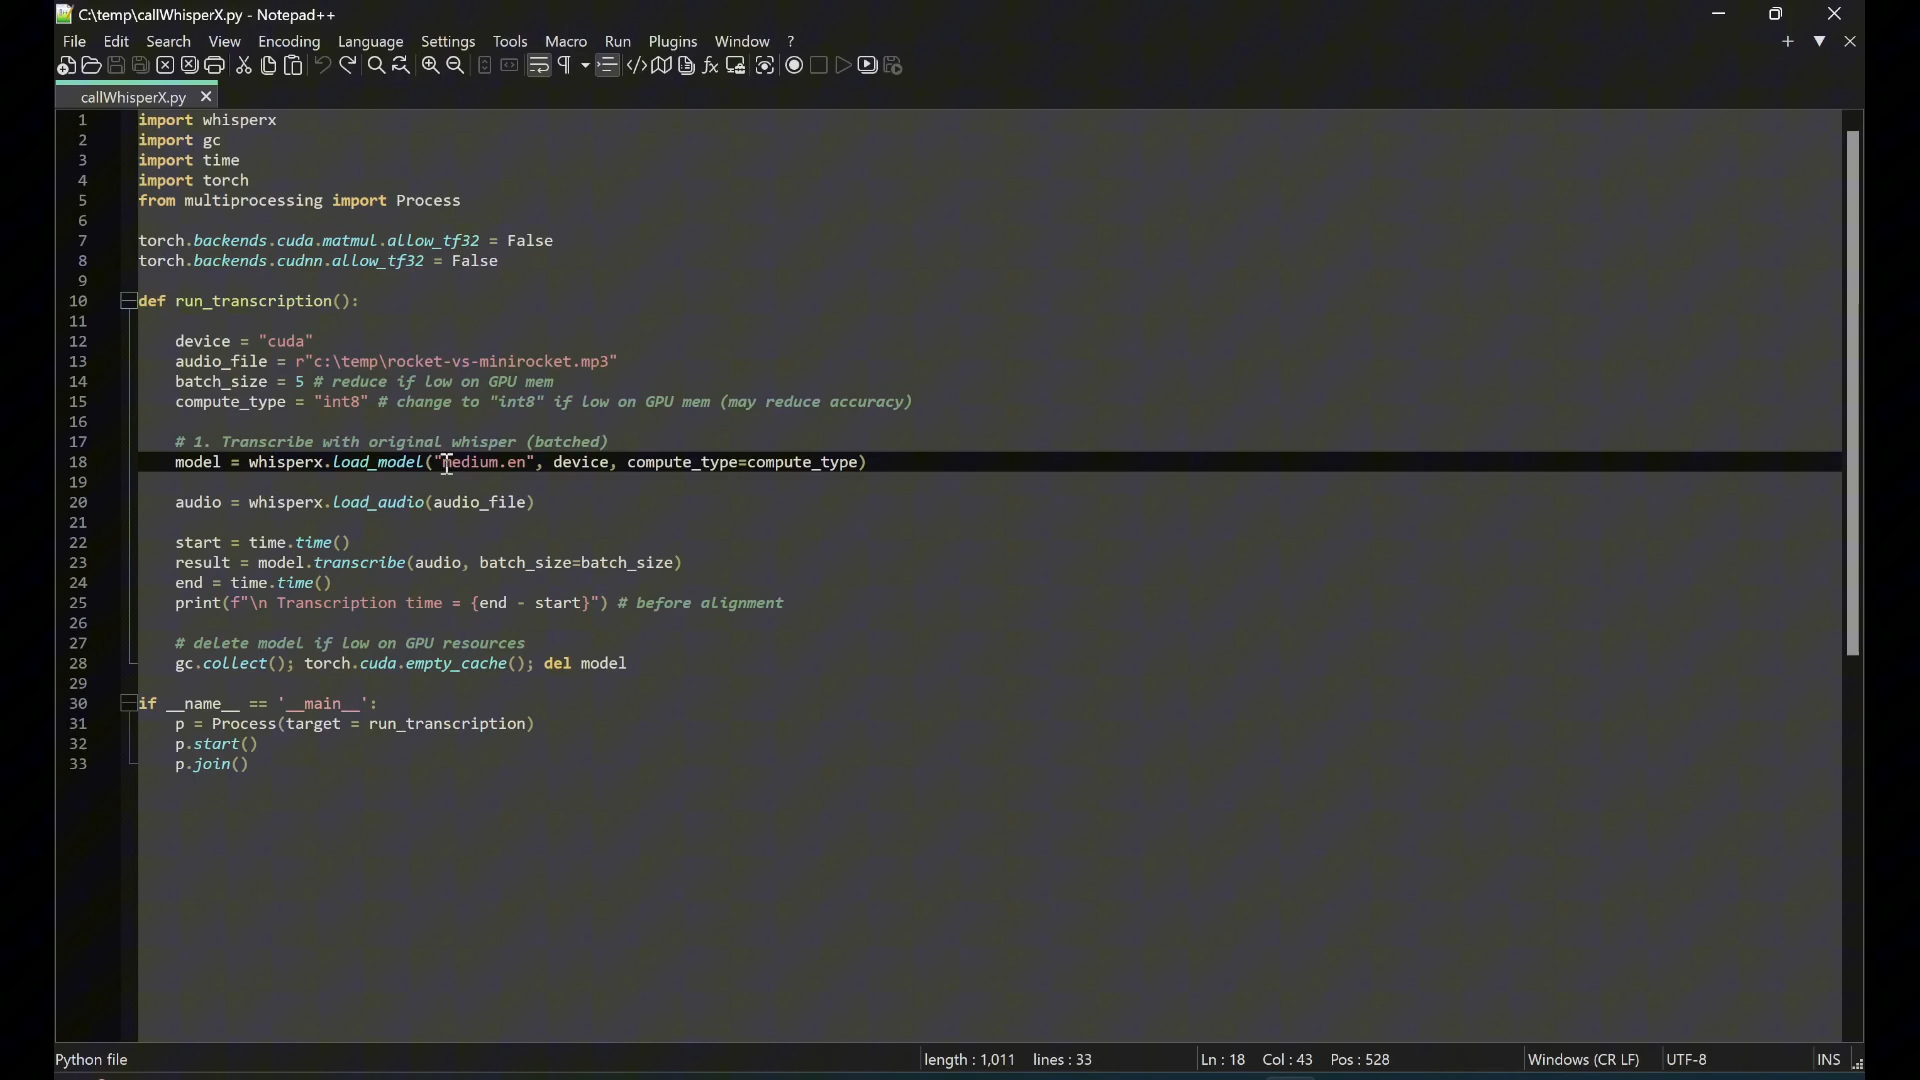 C:\temp\callWhisperX.py - Notepad++
File Edit Search View Encoding Language Settings Tools Macro Run Plugins Window ?
callWhisperX.py
1 import whisperx
2 import gc
3 import time
4 import torch
5 from multiprocessing import Process
6
7 torch.backends.cuda.matmul.allow_tf32 = False
8 torch.backends.cudnn.allow_tf32 = False
9
10 def run_transcription():
11
12 device = "cuda"
13 audio_file = r"c:\temp\rocket-vs-minirocket.mp3"
14 batch_size = 5 # reduce if low on GPU mem
15 compute_type = "int8" # change to "int8" if low on GPU mem (may reduce accuracy)
16
17 # 1. Transcribe with original whisper (batched)
18 model = whisperx.load_model("medium.en", device, compute_type=compute_type)
19
20 audio = whisperx.load_audio(audio_file)
21
22 start = time.time()
23 result = model.transcribe(audio, batch_size=batch_size)
24 end = time.time()
25 print(f"\n Transcription time = {end - start}") # before alignment
26
27 # delete model if low on GPU resources
28 gc.collect(); torch.cuda.empty_cache(); del model
29
30 if __name__ == '__main__':
31 p = Process(target = run_transcription)
32 p.start()
33 p.join()
Python file length : 1,011 lines : 33 Ln : 18 Col : 43 Pos : 528 Windows (CR LF) UTF-8 INS